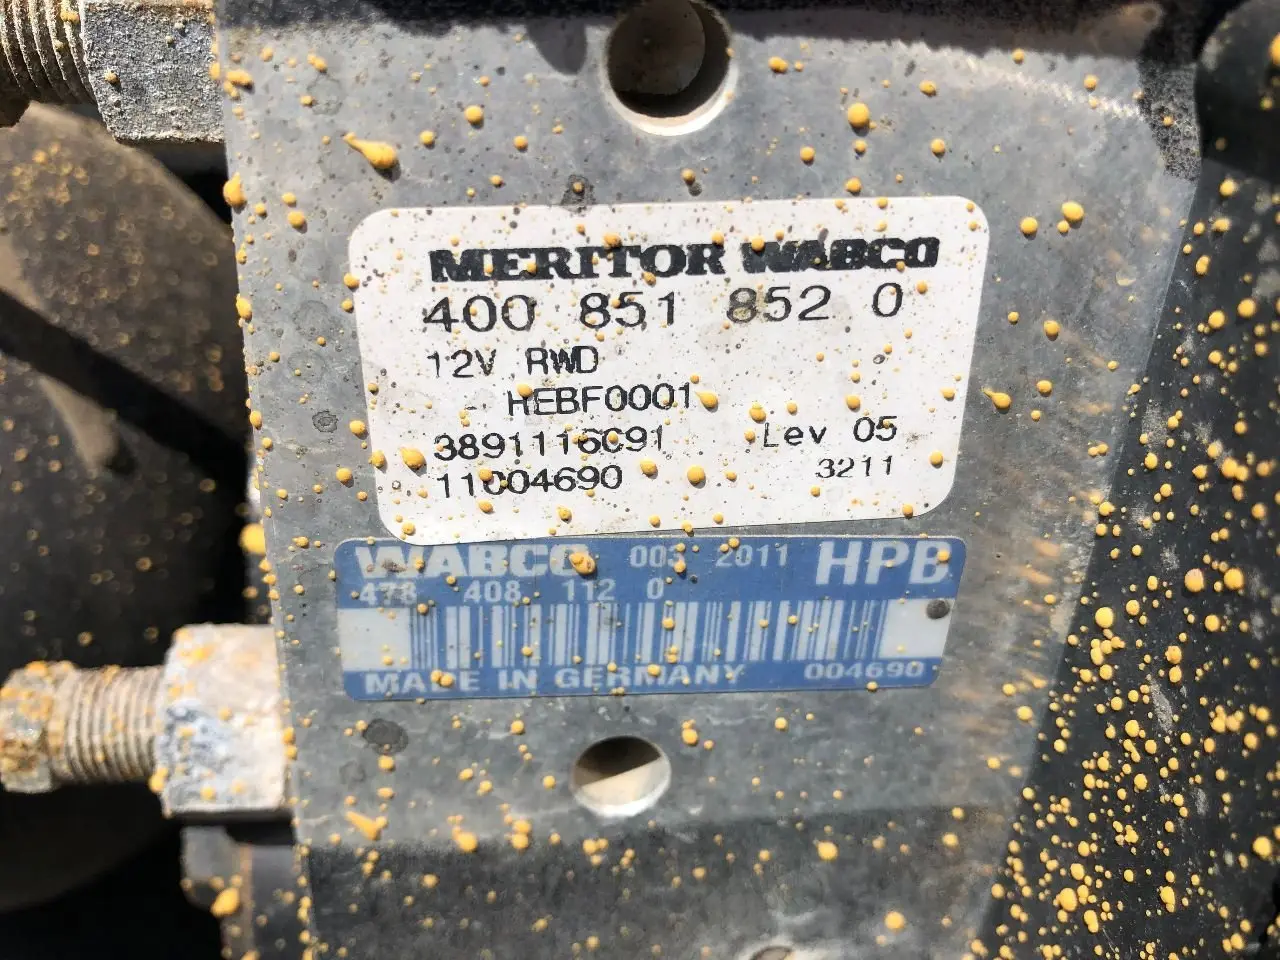 MERITOR WABCO
400 851 852 0
12V RWD
- HEBF0001
3891116C91 Lev 05
11004690 3211
WABCO 003 2011 HPB
478 408 112 0
MADE IN GERMANY 004690